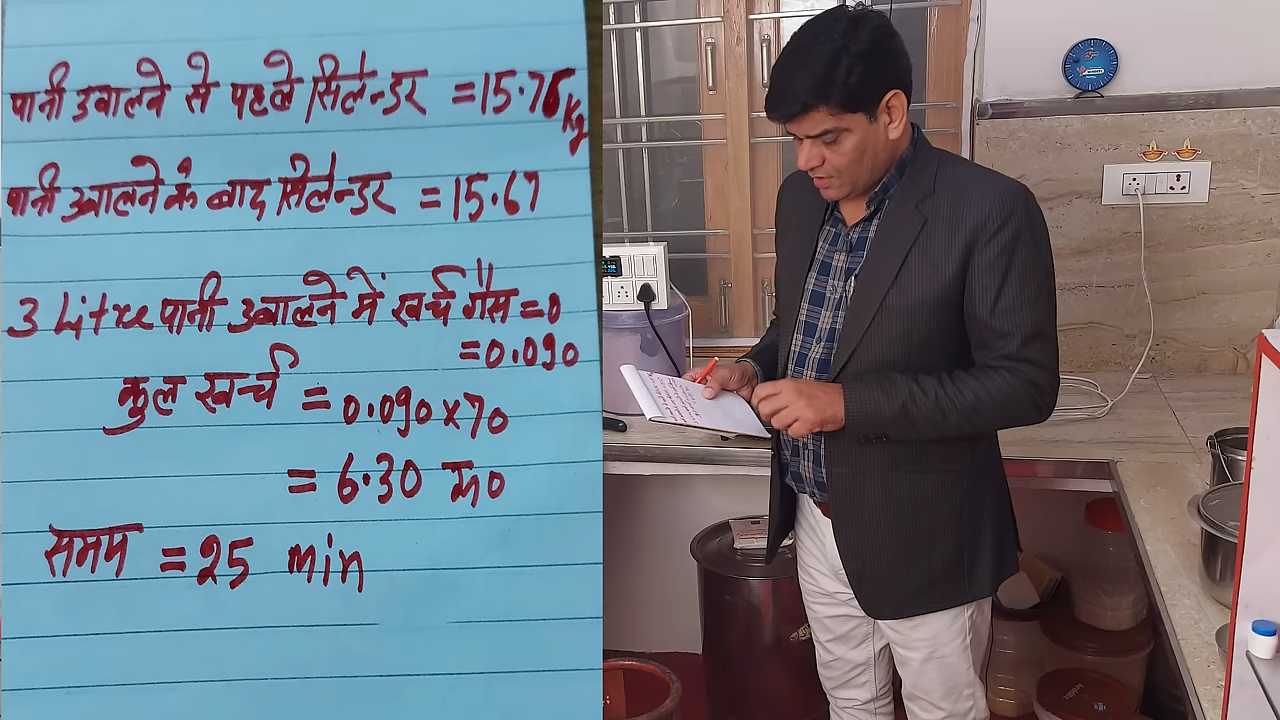 पानी उबालने से पहले सिलेन्डर = 15.76 Kg
पानी उबालने के बाद सिलेन्डर = 15.67 "
3 Litre पानी उबालने में खर्च गैस = 0
= 0.090
कुल खर्च = 0.090 x 70
= 6.30 रू0
समय = 25 min